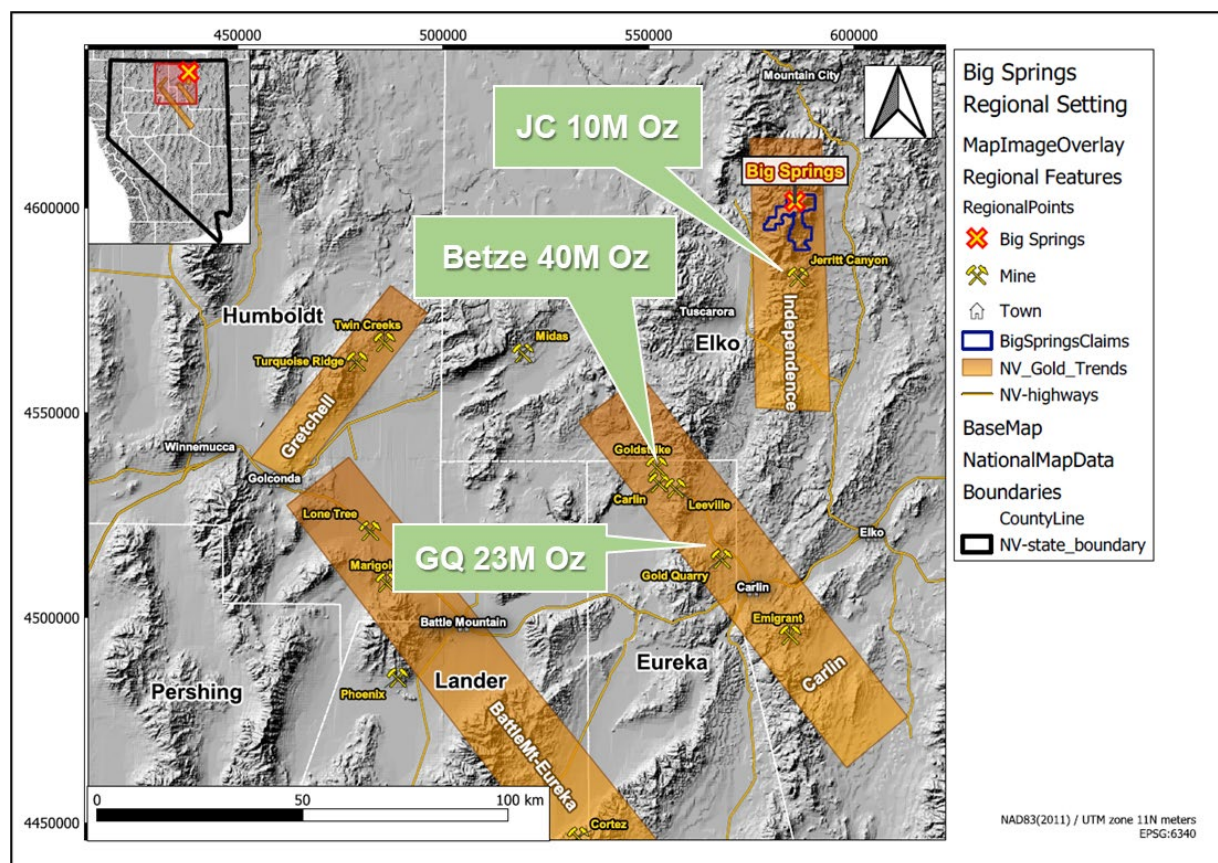 450000
500000
550000
600000
4600000
4550000
4500000
4450000
Mountain City
JC 10M Oz
Big Springs
Jerritt Canyon
Betze 40M Oz
Independence
Tuscarora
Elko
Humboldt
Twin Creeks
Turquoise Ridge
Midas
Gretchell
Winnemucca
Golconda
Goldstrike
Carlin
Leeville
Lone Tree
Elko
GQ 23M Oz
Marigold
Gold Quarry
Carlin
Battle Mountain
Emigrant
Eureka
Carlin
Pershing
Phoenix
Lander
BattleMt-Eureka
Cortez
0
50
100 km
Big Springs
Regional Setting
MapImageOverlay
Regional Features
RegionalPoints
Big Springs
Mine
Town
BigSpringsClaims
NV_Gold_Trends
NV-highways
BaseMap
NationalMapData
Boundaries
CountyLine
NV-state_boundary
NAD83(2011) / UTM zone 11N meters
EPSG:6340